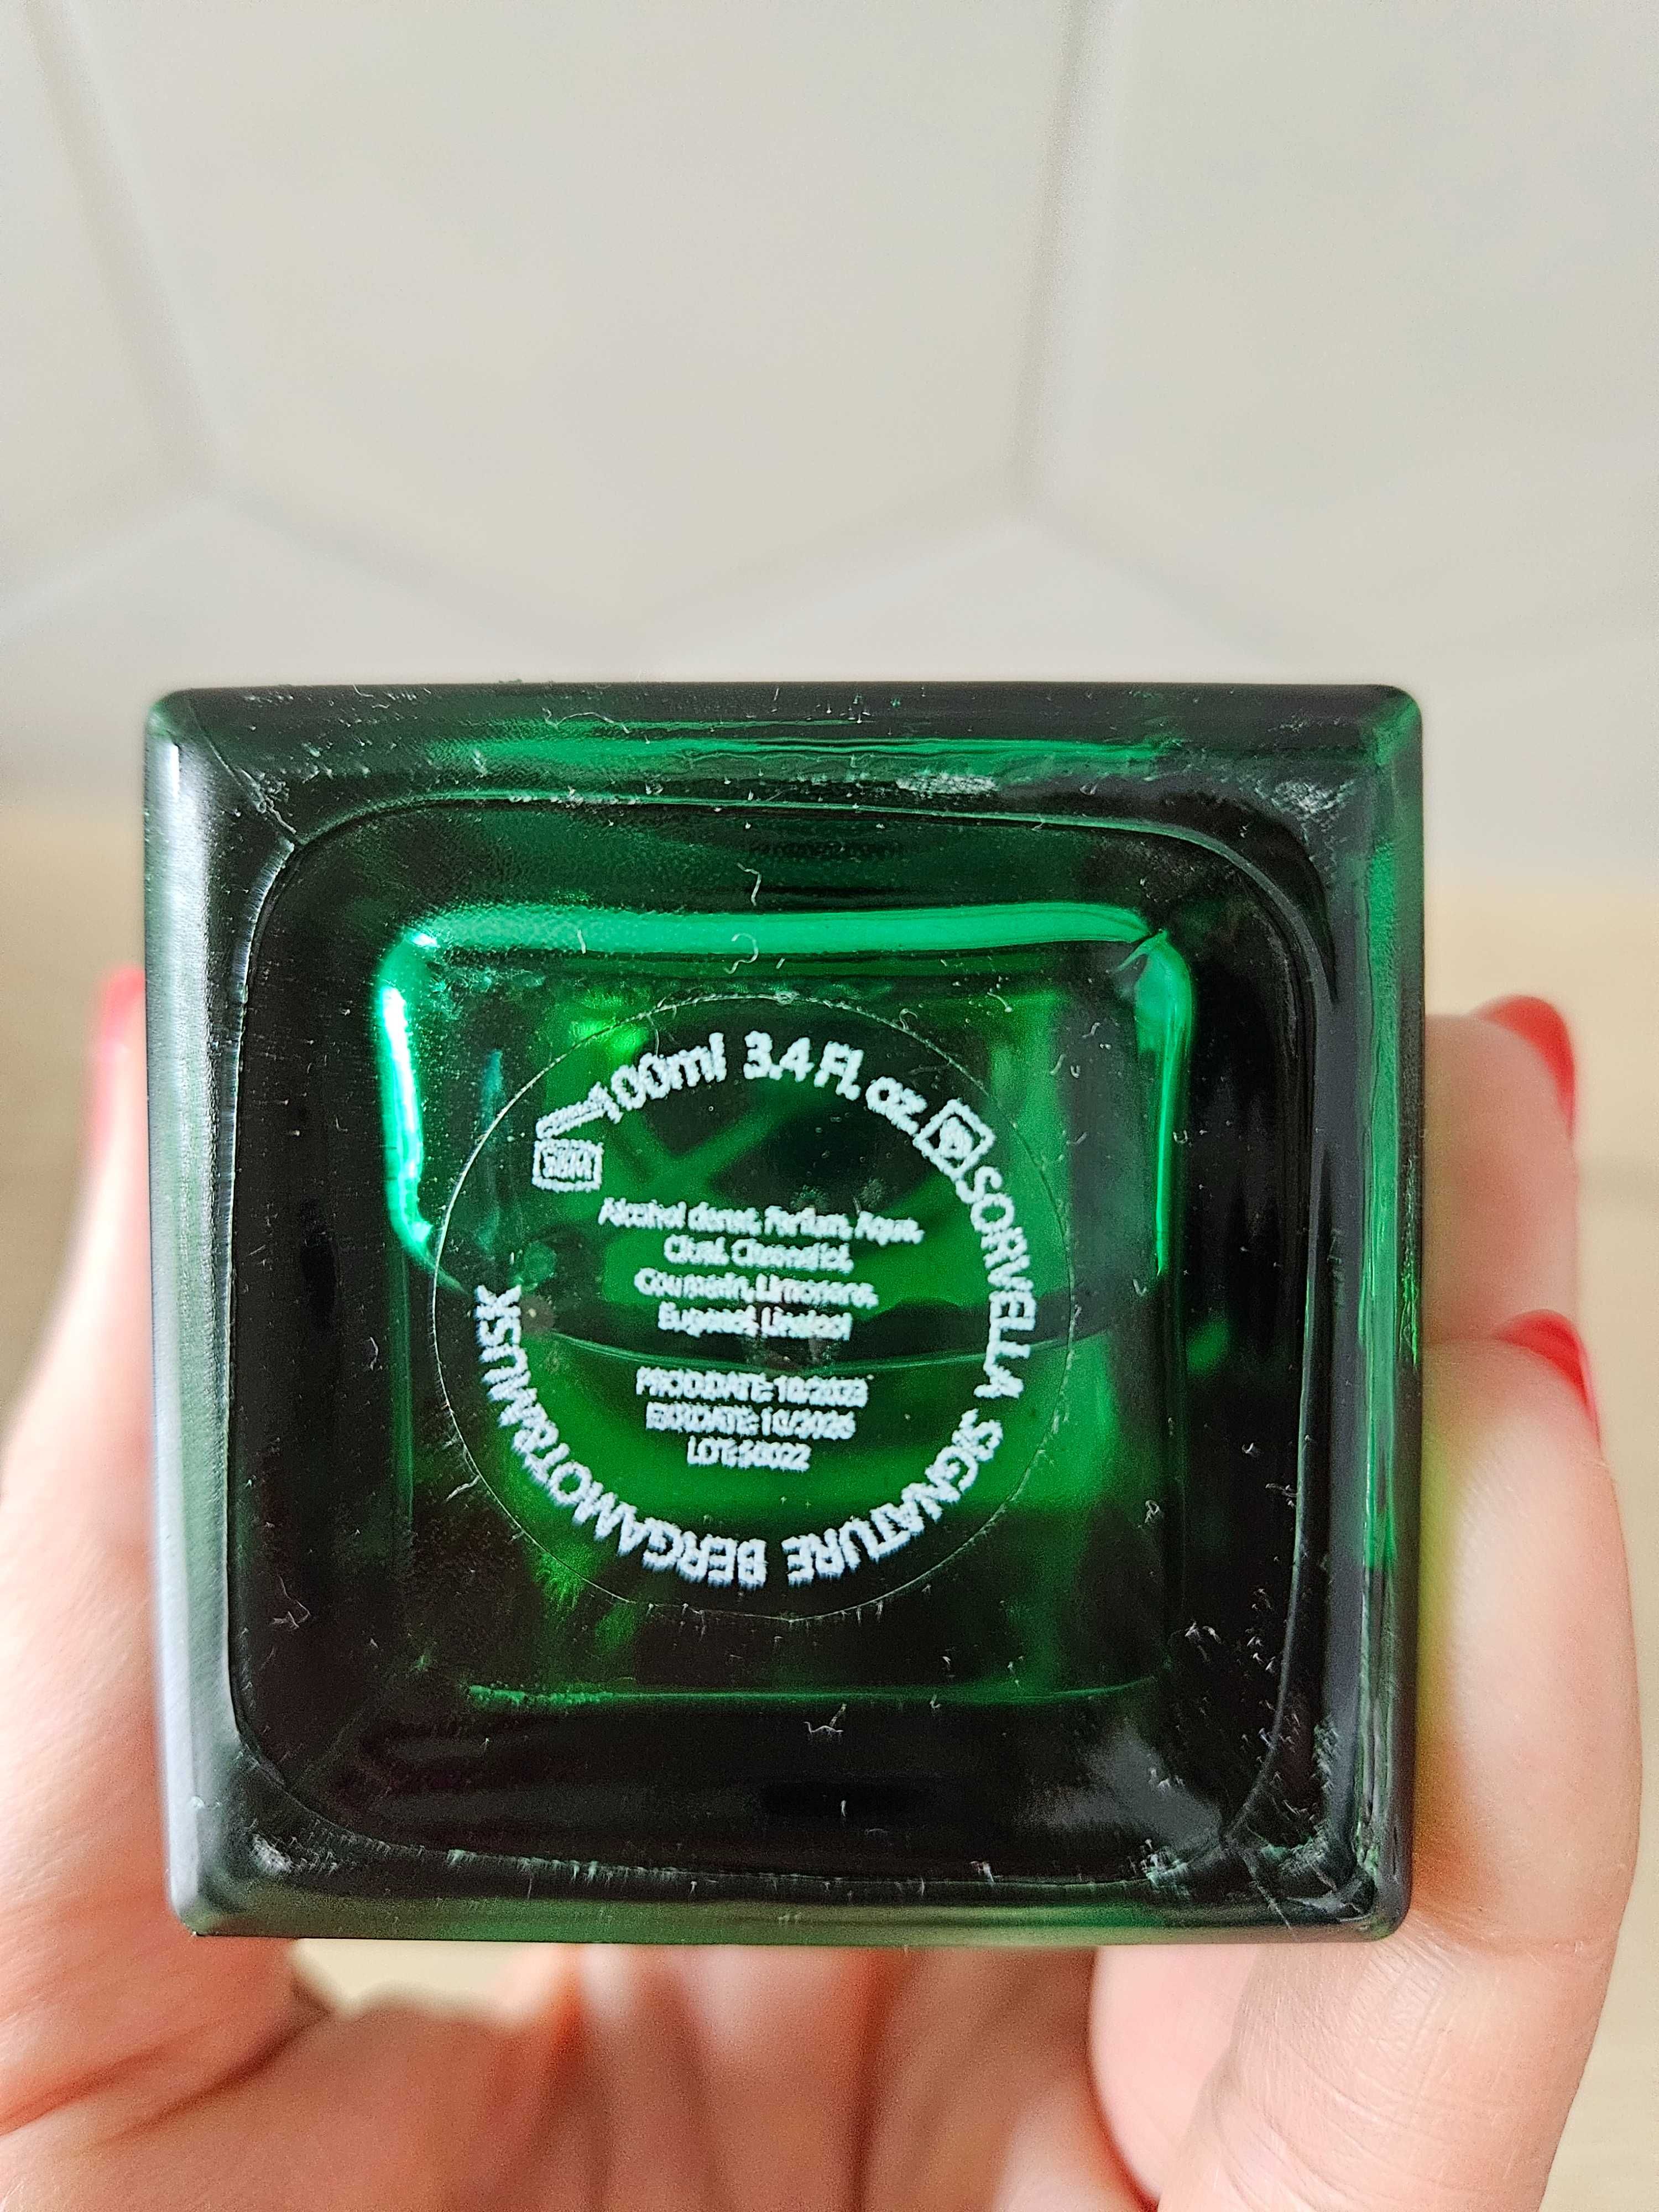 100ml 3.4 Fl. oz.
SORVELLA SIGNATURE BERGAMOT&MUSK
Alcohol denat, Parfum, Aqua,
Citral, Citronellol,
Coumarin, Limonene,
Eugenol, Linalool
PROD.DATE: 10/2023
EXP.DATE: 10/2026
LOT: